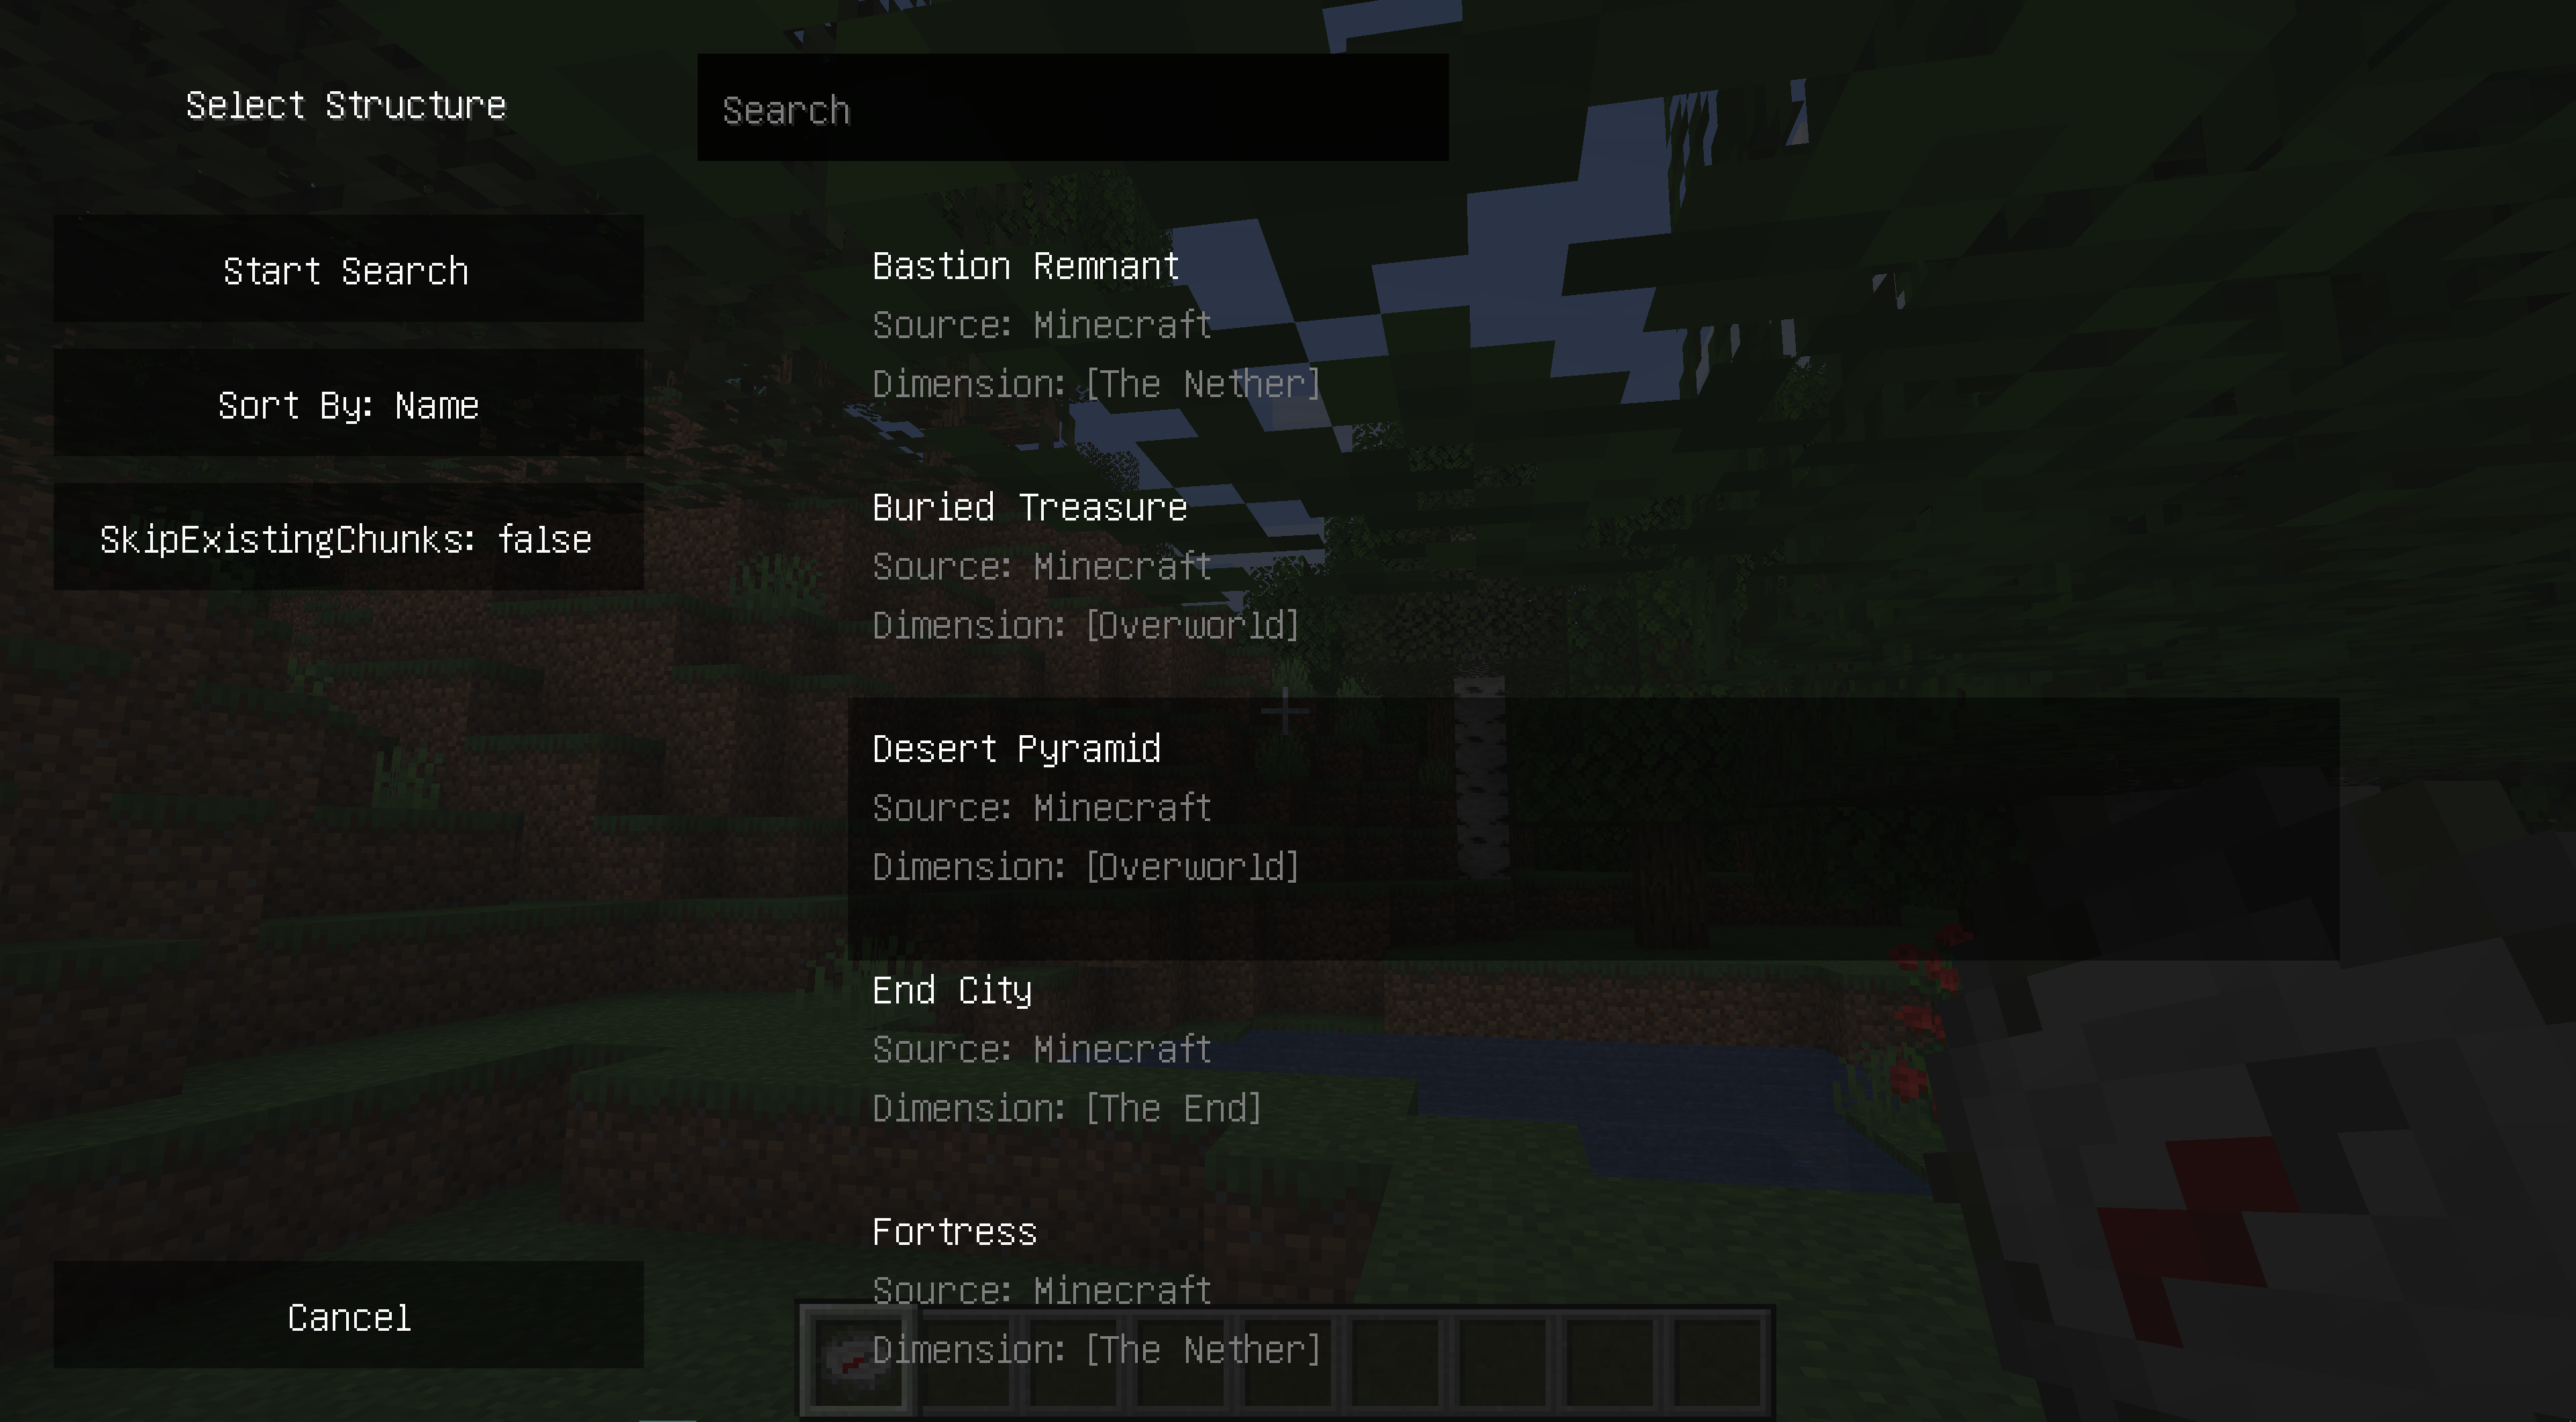 Select Structure
Search
Start Search
Sort By: Name
SkipExistingChunks: false
Cancel
Bastion Remnant
Source: Minecraft
Dimension: [The Nether]
Buried Treasure
Source: Minecraft
Dimension: [Overworld]
Desert Pyramid
Source: Minecraft
Dimension: [Overworld]
End City
Source: Minecraft
Dimension: [The End]
Fortress
Source: Minecraft
Dimension: [The Nether]